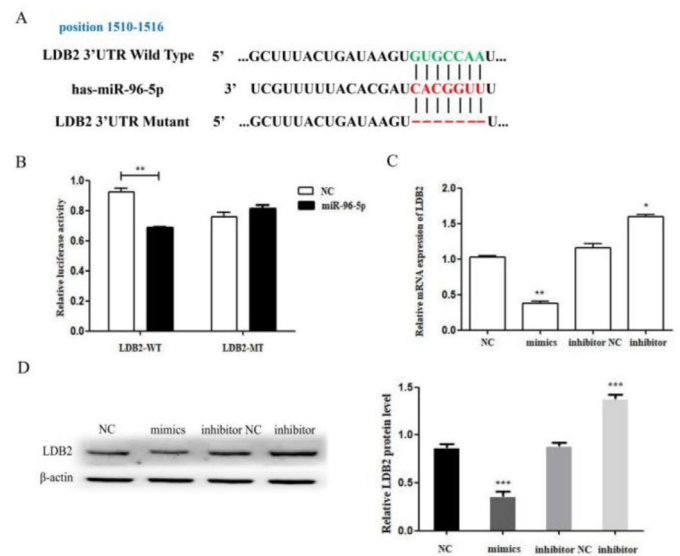 A
position 1510-1516
LDB2 3'UTR Wild Type 5' ...GCUUUACUGAUAAGUGUGCCAAU...
has-miR-96-5p 3' UCGUUUUUACACGAUCACGGUUU
LDB2 3'UTR Mutant 5' ...GCUUUACUGAUAAGU-------U...
B
**
NC
miR-96-5p
Relative luciferase activity
1.0
0.8
0.6
0.4
0.2
0.0
LDB2-WT LDB2-MT
C
Relative mRNA expression of LDB2
2.0
1.5
1.0
0.5
0.0
**
*
NC mimics inhibitor NC inhibitor
D
NC mimics inhibitor NC inhibitor
LDB2
β-actin
Relative LDB2 protein level
1.5
1.0
0.5
0.0
***
***
NC mimics inhibitor NC inhibitor